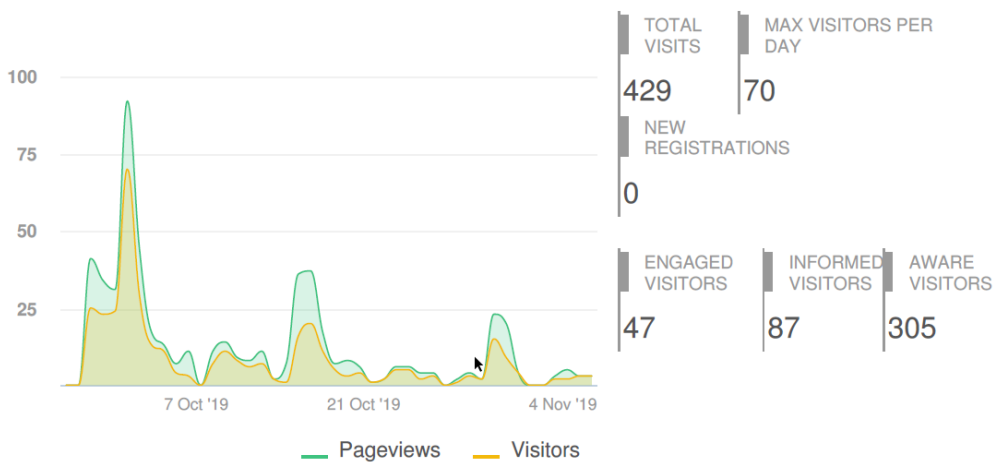 TOTAL
VISITS
MAX VISITORS PER
DAY
429
70
NEW
REGISTRATIONS
0
ENGAGED
VISITORS
INFORMED
VISITORS
AWARE
VISITORS
47
87
305
100
75
50
25
7 Oct '19
21 Oct '19
4 Nov '19
Pageviews
Visitors